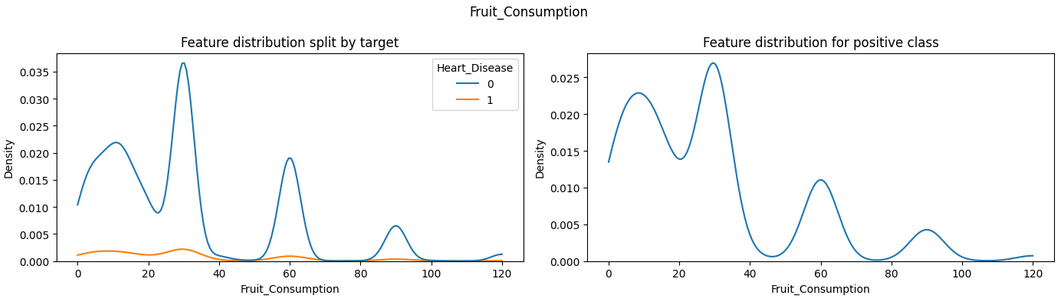 Fruit_Consumption
Feature distribution split by target
Density
0.035
0.030
0.025
0.020
0.015
0.010
0.005
0.000
Heart_Disease
0
1
0 20 40 60 80 100 120
Fruit_Consumption
Feature distribution for positive class
Density
0.025
0.020
0.015
0.010
0.005
0.000
0 20 40 60 80 100 120
Fruit_Consumption